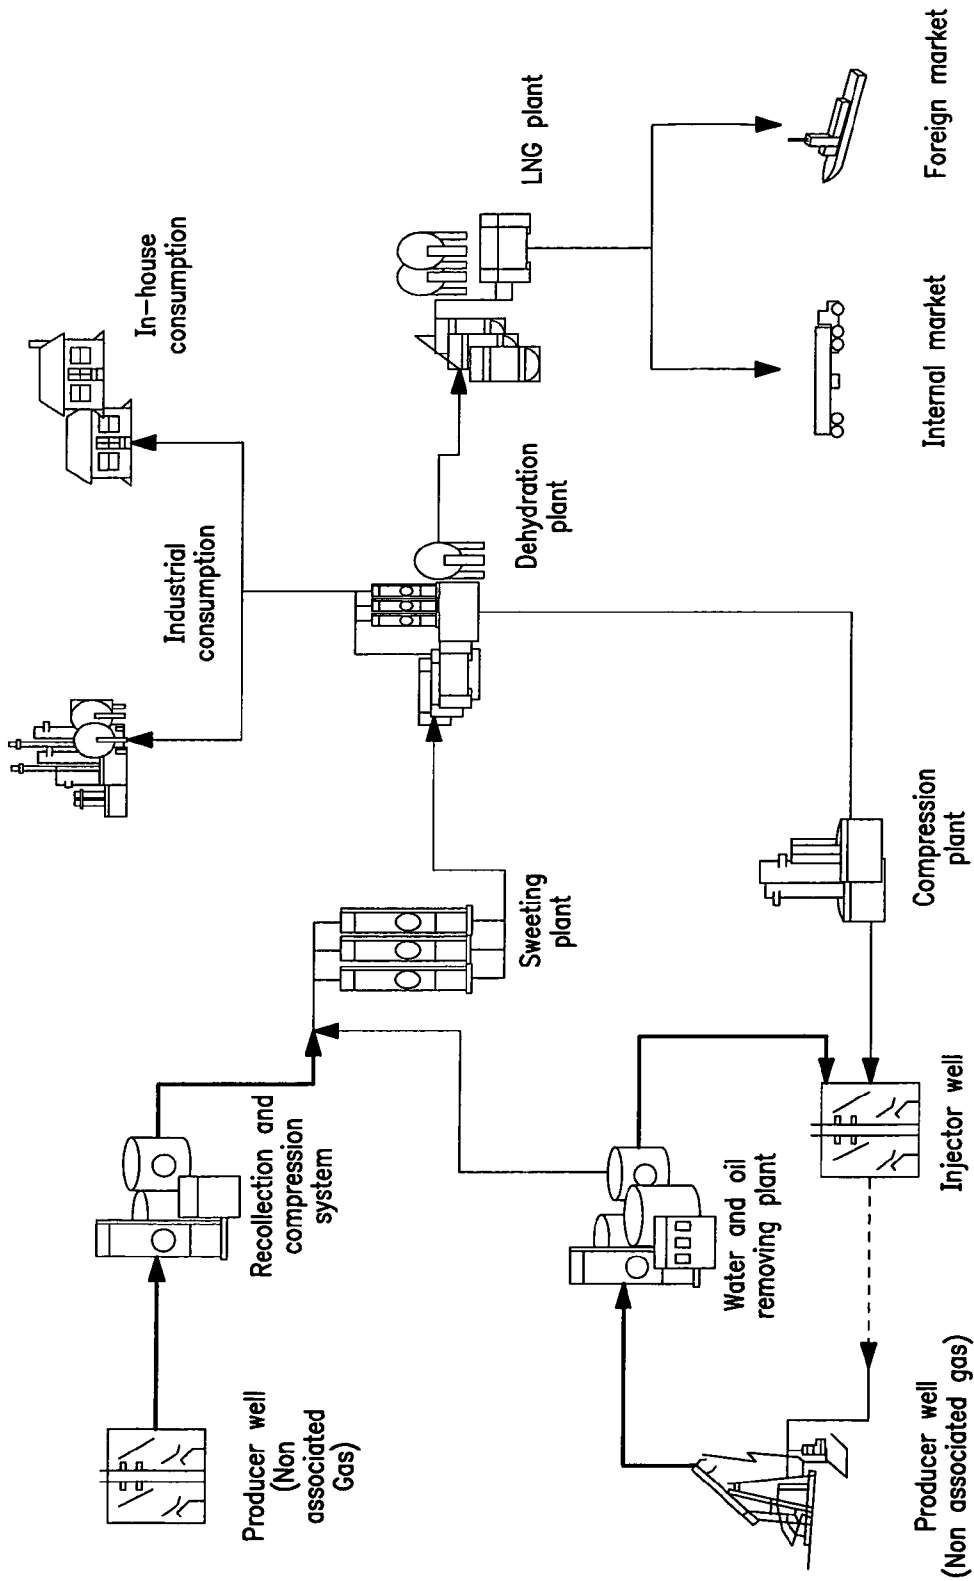 Producer well
(Non
associated
Gas)
Recollection and
compression
system
Industrial
consumption
In-house
consumption
Sweeting
plant
Dehydration
plant
LNG plant
Water and oil
removing plant
Producer well
(Non associated gas)
Injector well
Compression
plant
Internal market
Foreign market